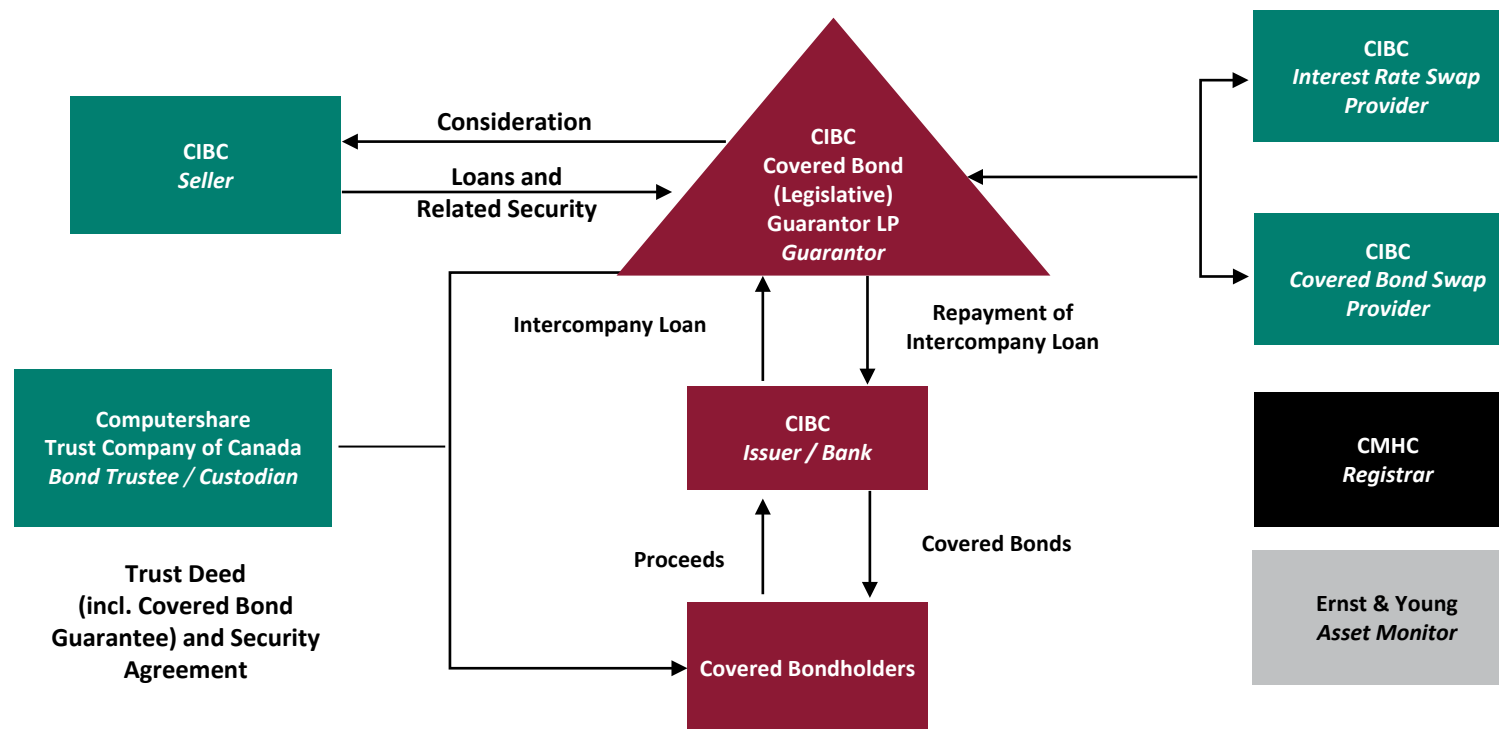 CIBC
Seller
Consideration
Loans and
Related Security
CIBC
Covered Bond
(Legislative)
Guarantor LP
Guarantor
CIBC
Interest Rate Swap
Provider
CIBC
Covered Bond Swap
Provider
Intercompany Loan
Repayment of
Intercompany Loan
Computershare
Trust Company of Canada
Bond Trustee / Custodian
CIBC
Issuer / Bank
CMHC
Registrar
Proceeds
Covered Bonds
Trust Deed
(incl. Covered Bond
Guarantee) and Security
Agreement
Covered Bondholders
Ernst & Young
Asset Monitor